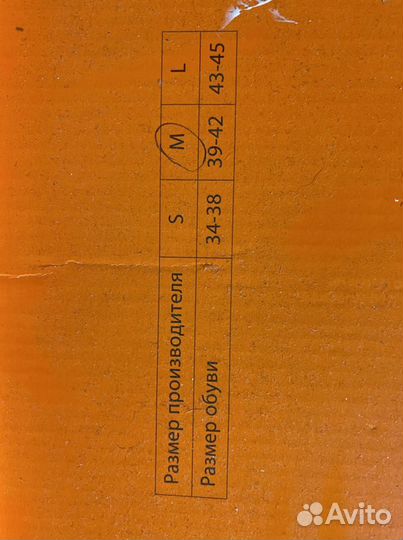 Размер производителя S M L
Размер обуви 34-38 39-42 43-45
Avito